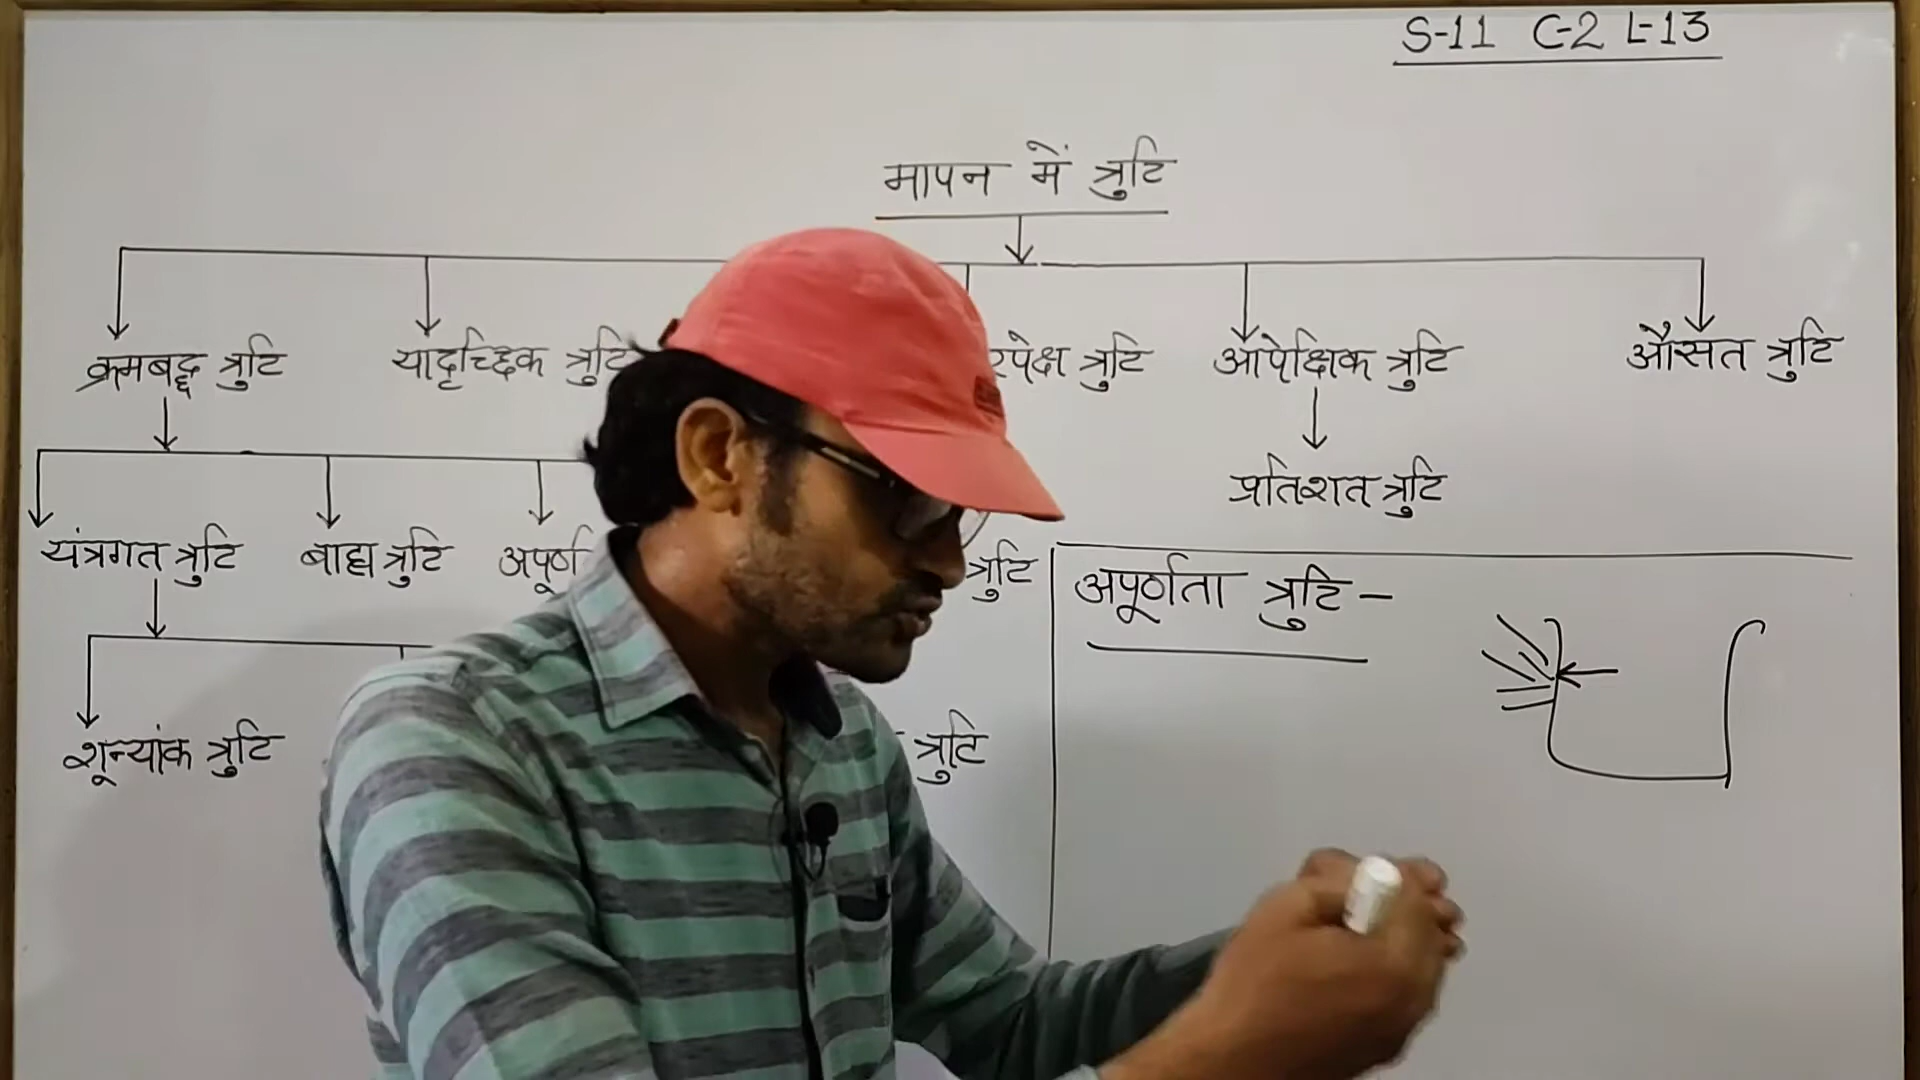 S-11 C-2 L-13
मापन में त्रुटि
क्रमबद्ध त्रुटि यादृच्छिक त्रुटि रपेक्ष त्रुटि आपेक्षिक त्रुटि औसत त्रुटि
प्रतिशत त्रुटि
यंत्रगत त्रुटि बाह्य त्रुटि अपूर्ण त्रुटि
अपूर्णता त्रुटि -
शून्यांक त्रुटि त्रुटि